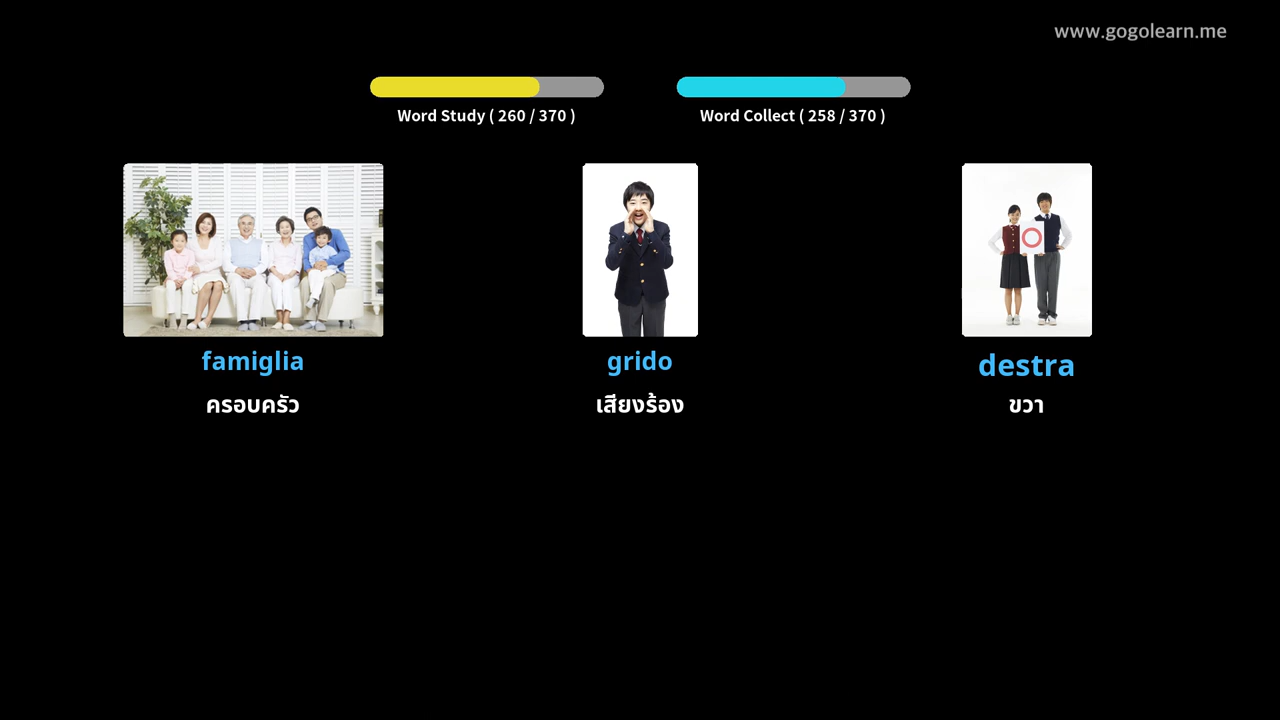 www.gogolearn.me
Word Study ( 260 / 370 )
Word Collect ( 258 / 370 )
famiglia
ครอบครัว
grido
เสียงร้อง
destra
ขวา